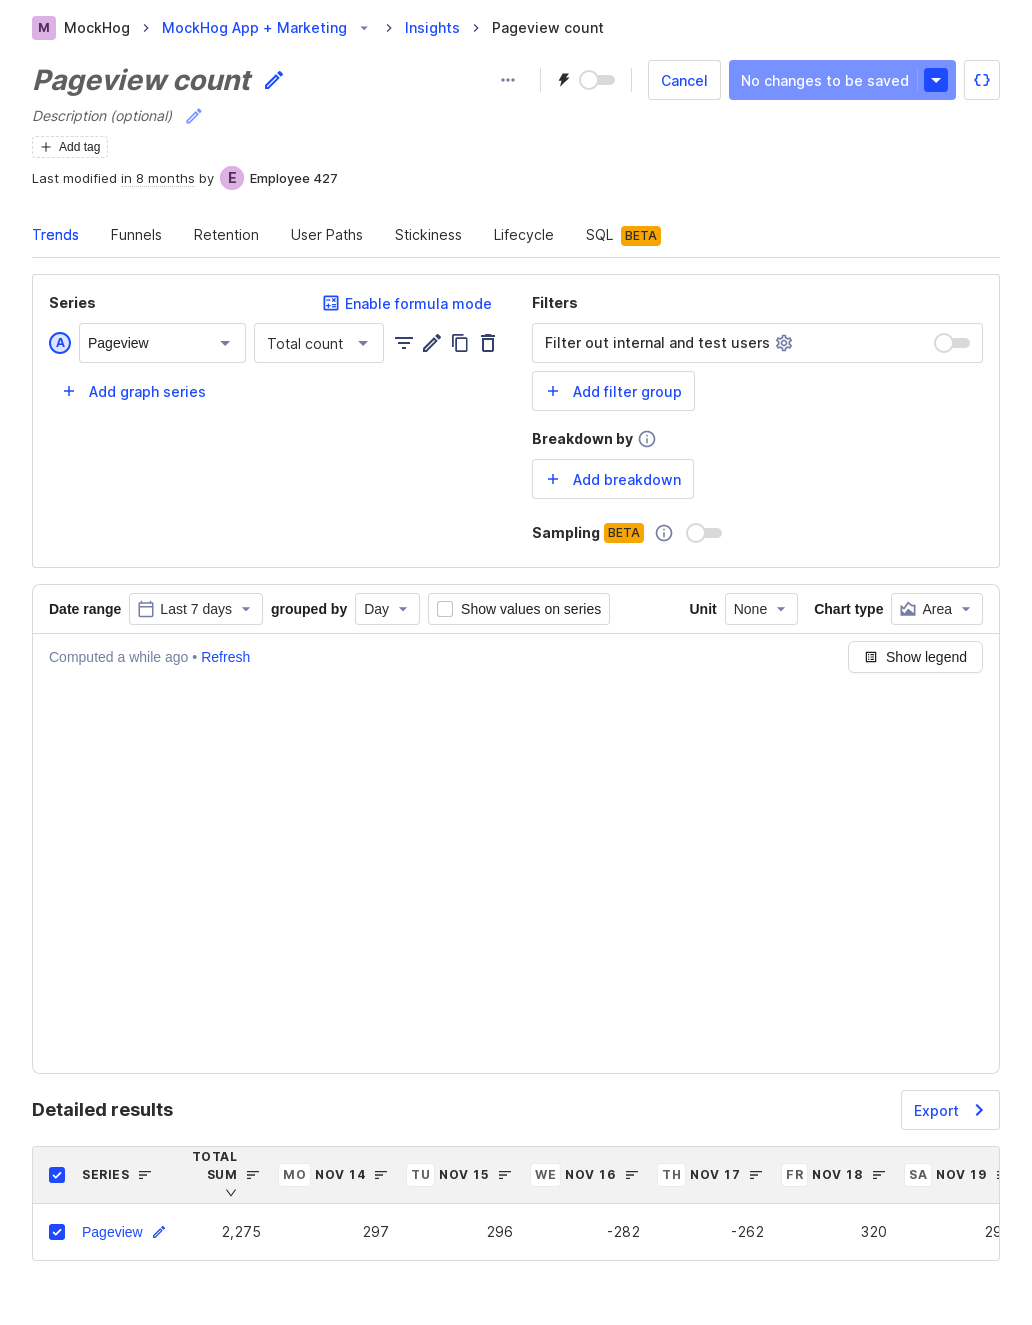 M MockHog > MockHog App + Marketing > Insights > Pageview count
Pageview count
Cancel No changes to be saved
Description (optional)
Add tag
Last modified in 8 months by E Employee 427
Trends Funnels Retention User Paths Stickiness Lifecycle SQL BETA
Series Enable formula mode
A Pageview Total count
+ Add graph series
Filters
Filter out internal and test users
+ Add filter group
Breakdown by
+ Add breakdown
Sampling BETA
Date range Last 7 days grouped by Day Show values on series Unit None Chart type Area
Computed a while ago • Refresh Show legend
Detailed results Export
SERIES TOTAL SUM MO NOV 14 TU NOV 15 WE NOV 16 TH NOV 17 FR NOV 18 SA NOV 19
Pageview 2,275 297 296 -282 -262 320 29